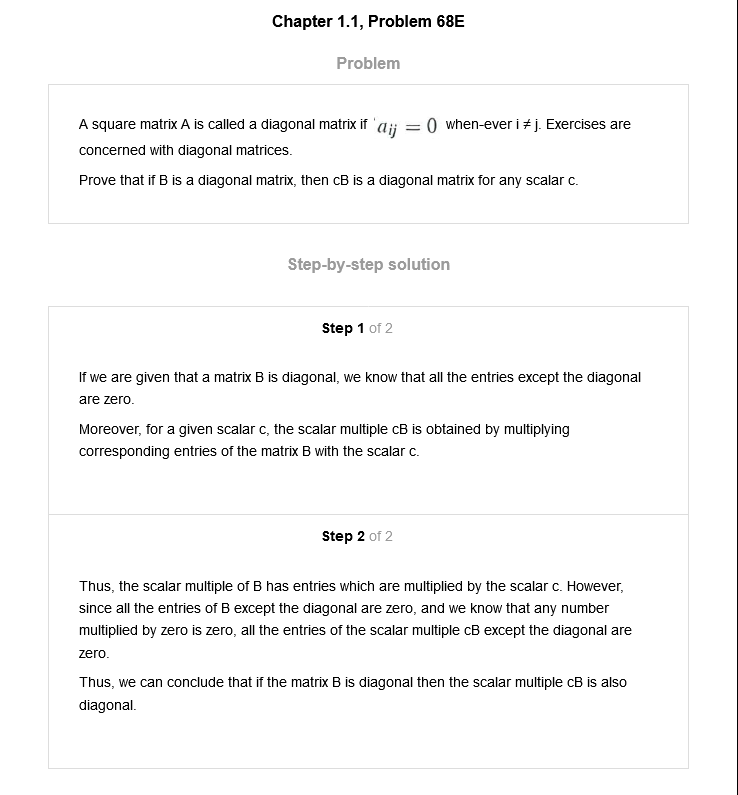 Chapter 1.1, Problem 68E
Problem
A square matrix A is called a diagonal matrix if a_{ij} = 0 when-ever i ≠ j. Exercises are
concerned with diagonal matrices.
Prove that if B is a diagonal matrix, then cB is a diagonal matrix for any scalar c.
Step-by-step solution
Step 1 of 2
If we are given that a matrix B is diagonal, we know that all the entries except the diagonal
are zero.
Moreover, for a given scalar c, the scalar multiple cB is obtained by multiplying
corresponding entries of the matrix B with the scalar c.
Step 2 of 2
Thus, the scalar multiple of B has entries which are multiplied by the scalar c. However,
since all the entries of B except the diagonal are zero, and we know that any number
multiplied by zero is zero, all the entries of the scalar multiple cB except the diagonal are
zero.
Thus, we can conclude that if the matrix B is diagonal then the scalar multiple cB is also
diagonal.